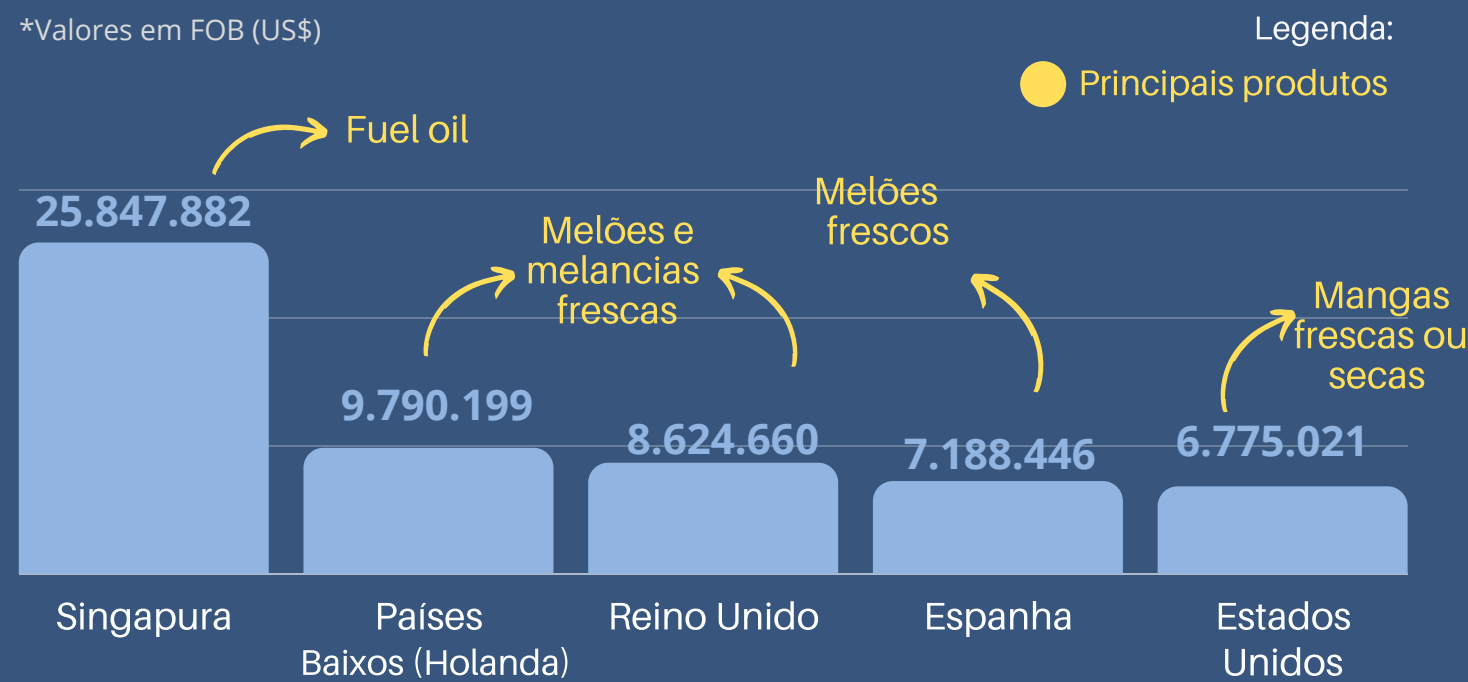 *Valores em FOB (US$)
Legenda:
Principais produtos
Fuel oil
25.847.882
Melões e
melancias
frescas
Melões
frescos
Mangas
frescas ou
secas
9.790.199
8.624.660
7.188.446
6.775.021
Singapura
Países
Baixos (Holanda)
Reino Unido
Espanha
Estados
Unidos